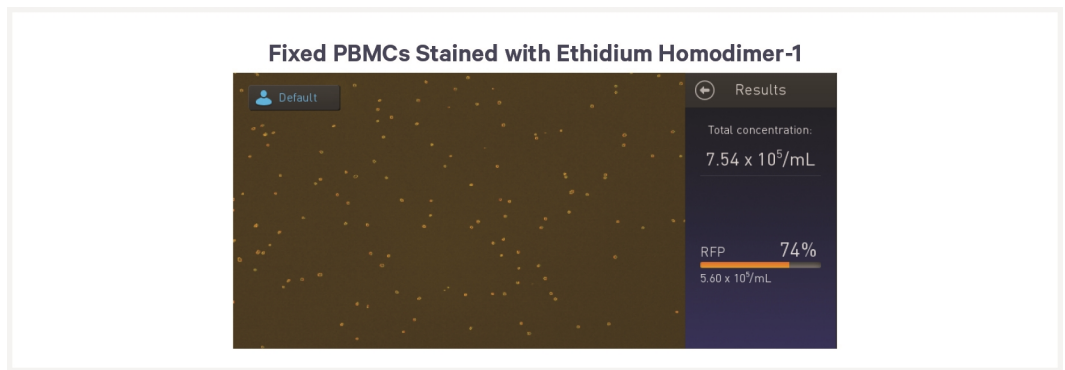 Fixed PBMCs Stained with Ethidium Homodimer-1
Default
Results
Total concentration:
7.54 x 10⁵/mL
RFP 74%
5.60 x 10⁵/mL